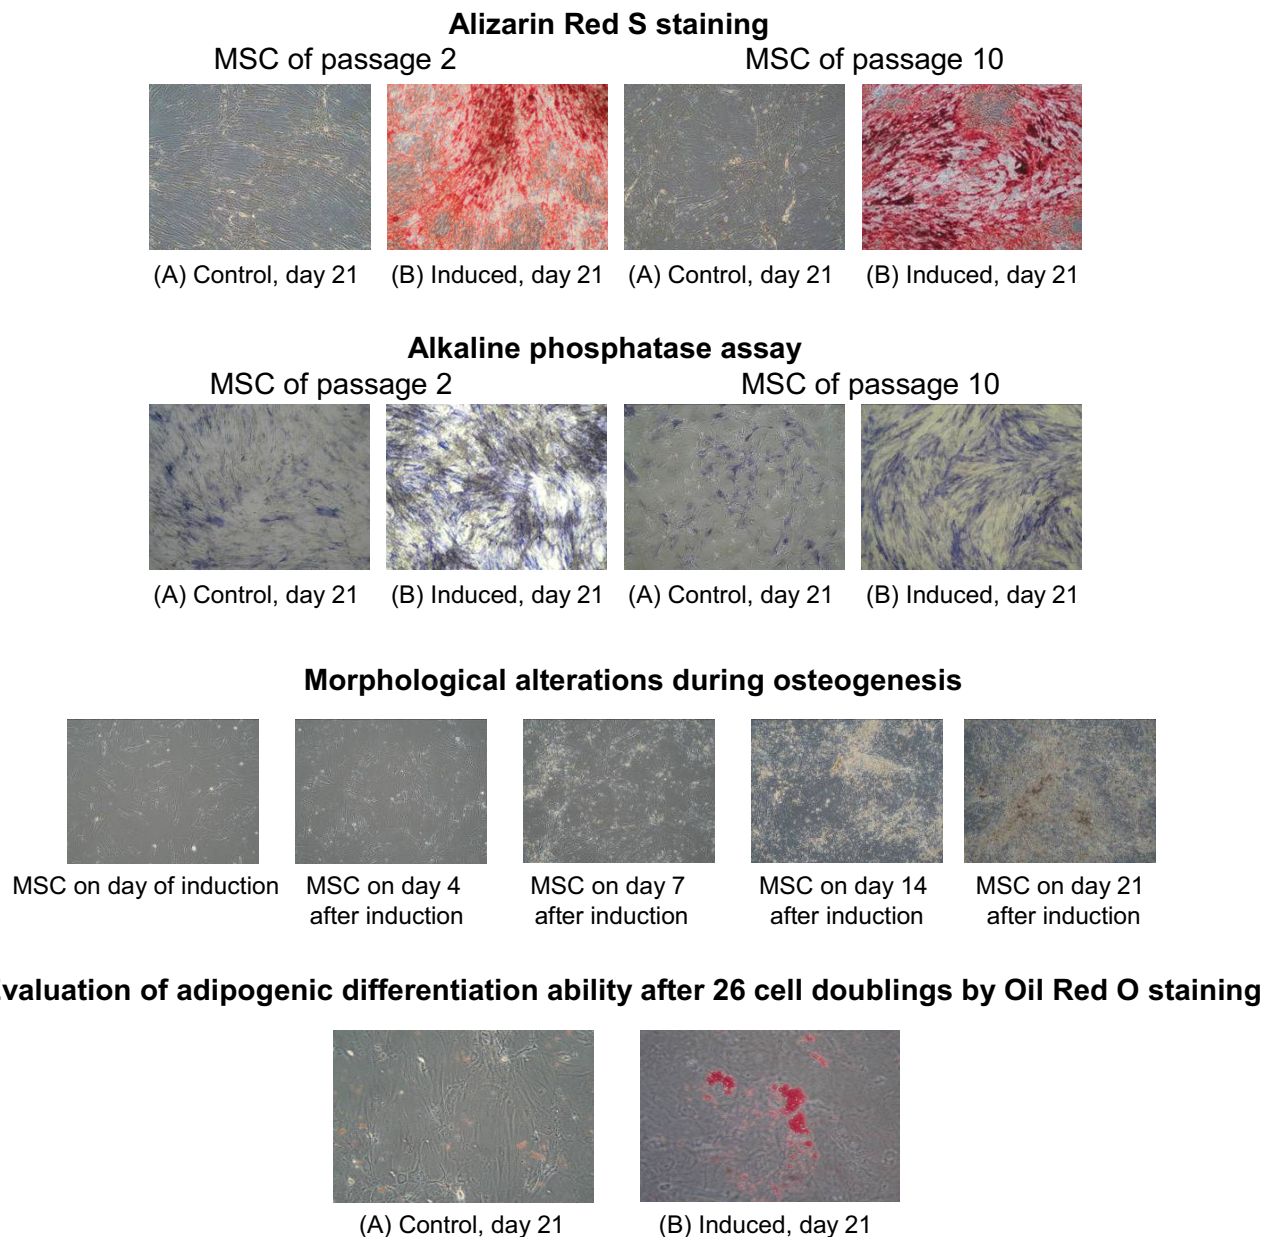 Alizarin Red S staining
MSC of passage 2 MSC of passage 10
(A) Control, day 21 (B) Induced, day 21 (A) Control, day 21 (B) Induced, day 21
Alkaline phosphatase assay
MSC of passage 2 MSC of passage 10
(A) Control, day 21 (B) Induced, day 21 (A) Control, day 21 (B) Induced, day 21
Morphological alterations during osteogenesis
MSC on day of induction MSC on day 4 MSC on day 7 MSC on day 14 MSC on day 21
after induction after induction after induction after induction
valuation of adipogenic differentiation ability after 26 cell doublings by Oil Red O staining
(A) Control, day 21 (B) Induced, day 21